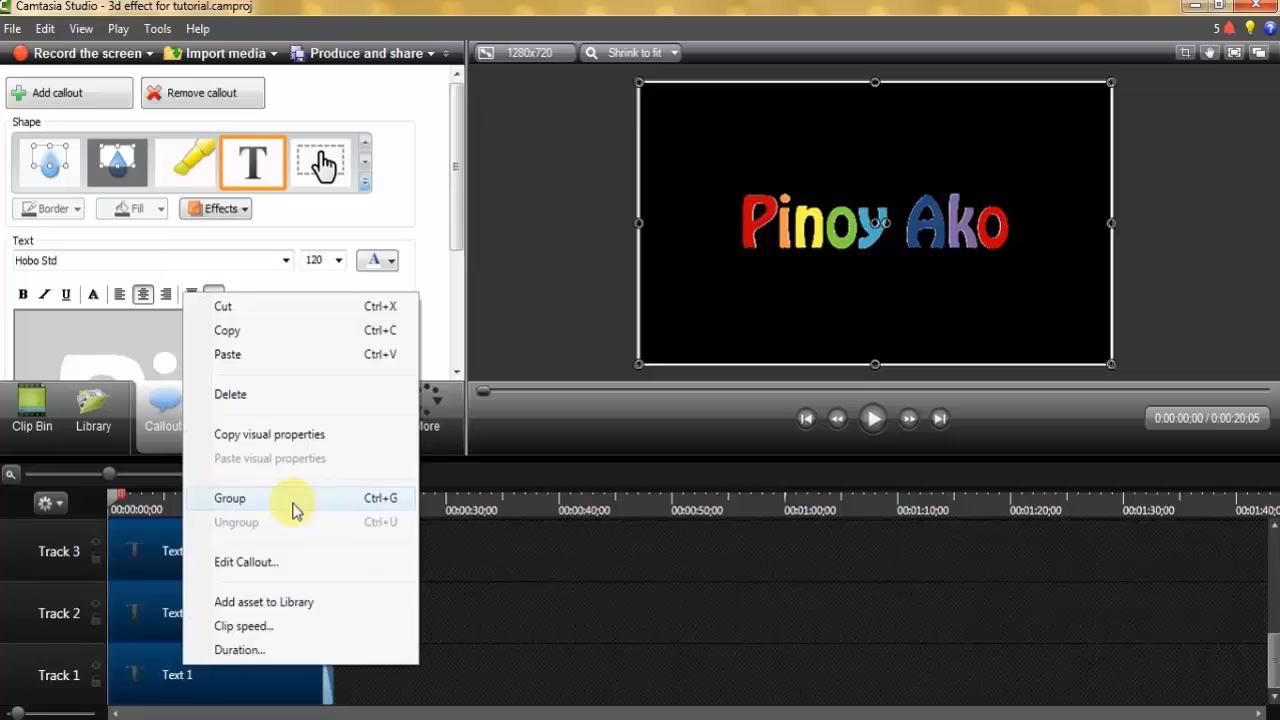 Camtasia Studio - 3d effect for tutorial.camproj
File Edit View Play Tools Help
5
Record the screen
Import media
Produce and share
1280x720
Shrink to fit
Add callout
Remove callout
Shape
T
Border
Fill
Effects
Text
Hobo Std
120
A
B I U A
Pinoy Ako
Cut Ctrl+X
Copy Ctrl+C
Paste Ctrl+V
Delete
Copy visual properties
Paste visual properties
Group Ctrl+G
Ungroup Ctrl+U
Edit Callout...
Add asset to Library
Clip speed...
Duration...
Clip Bin
Library
Callout
0:00:00;00 / 0:00:20;05
00:00:00;00 00:00:30;00 00:00:40;00 00:00:50;00 00:01:00;00 00:01:10;00 00:01:20;00 00:01:30;00
Track 3
Track 2
Track 1
Text 1